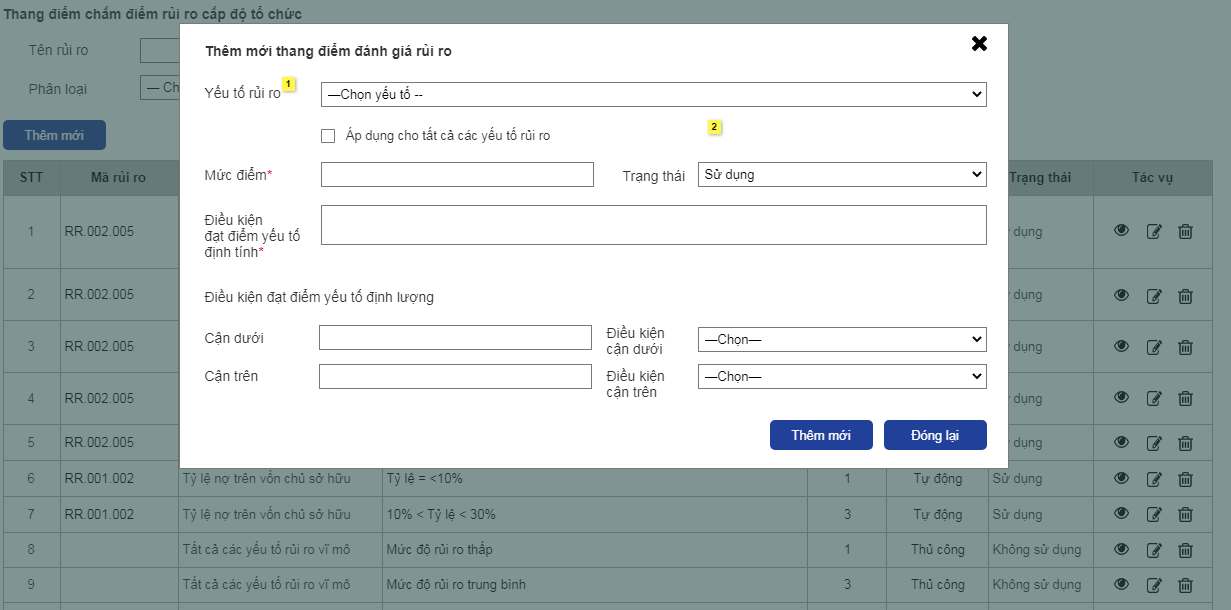 Thang điểm chấm điểm rủi ro cấp độ tổ chức
Tên rủi ro
Phân loại
— Ch
Thêm mới
Thêm mới thang điểm đánh giá rủi ro
Yếu tố rủi ro 1
—Chọn yếu tố --
Áp dụng cho tất cả các yếu tố rủi ro
2
Mức điểm*
Trạng thái
Sử dụng
Điều kiện
đạt điểm yếu tố
định tính*
Điều kiện đạt điểm yếu tố định lượng
Cận dưới
Điều kiện
cận dưới
—Chọn—
Cận trên
Điều kiện
cận trên
—Chọn—
Thêm mới
Đóng lại
STT Mã rủi ro Trạng thái Tác vụ
1 RR.002.005 dụng
2 RR.002.005 dụng
3 RR.002.005 dụng
4 RR.002.005 dụng
5 RR.002.005 dụng
6 RR.001.002 Tỷ lệ nợ trên vốn chủ sở hữu Tỷ lệ = <10% 1 Tự động Sử dụng
7 RR.001.002 Tỷ lệ nợ trên vốn chủ sở hữu 10% < Tỷ lệ < 30% 3 Tự động Sử dụng
8 Tất cả các yếu tố rủi ro vĩ mô Mức độ rủi ro thấp 1 Thủ công Không sử dụng
9 Tất cả các yếu tố rủi ro vĩ mô Mức độ rủi ro trung bình 3 Thủ công Không sử dụng